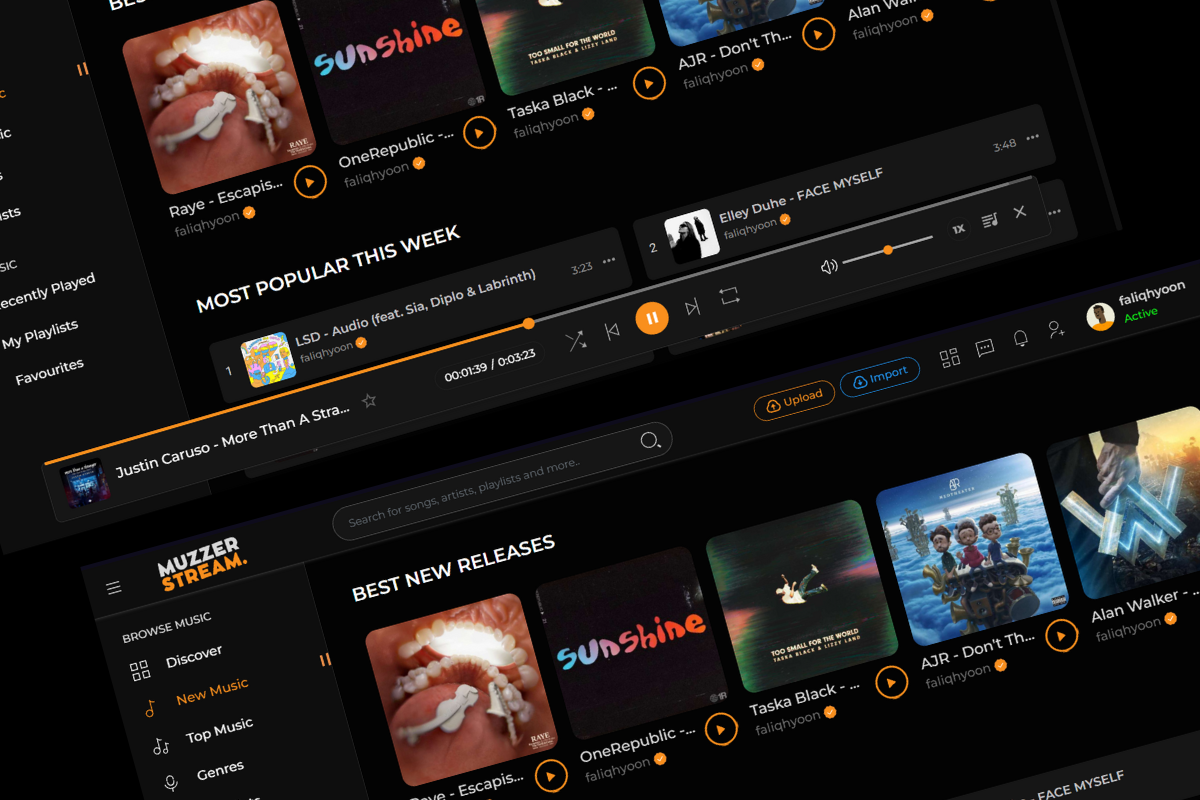 BES
c
ic
s
ists
SIC
ecently Played
My Playlists
Favourites
RAYE
Raye - Escapis...
faliqhyoon
sunshine
1R
OneRepublic -...
faliqhyoon
TOO SMALL FOR THE WORLD
TASKA BLACK & LIZZY LAND
Taska Black - ...
faliqhyoon
AJR - Don't Th...
faliqhyoon
Alan Wal
faliqhyoon
MOST POPULAR THIS WEEK
1
LSD - Audio (feat. Sia, Diplo & Labrinth)
faliqhyoon
3:23
2
Elley Duhe - FACE MYSELF
faliqhyoon
3:48
Justin Caruso - More Than A Stra...
00:01:39 / 0:03:23
1X
MUZZER
STREAM.
Search for songs, artists, playlists and more..
Upload
Import
faliqhyoon
Active
BROWSE MUSIC
Discover
New Music
Top Music
Genres
BEST NEW RELEASES
RAYE
Raye - Escapis...
sunshine
1R
OneRepublic -...
faliqhyoon
TOO SMALL FOR THE WORLD
TASKA BLACK & LIZZY LAND
Taska Black - ...
faliqhyoon
AJR
NEOTHEATER
AJR - Don't Th...
faliqhyoon
Alan Walker - ...
faliqhyoon
- FACE MYSELF